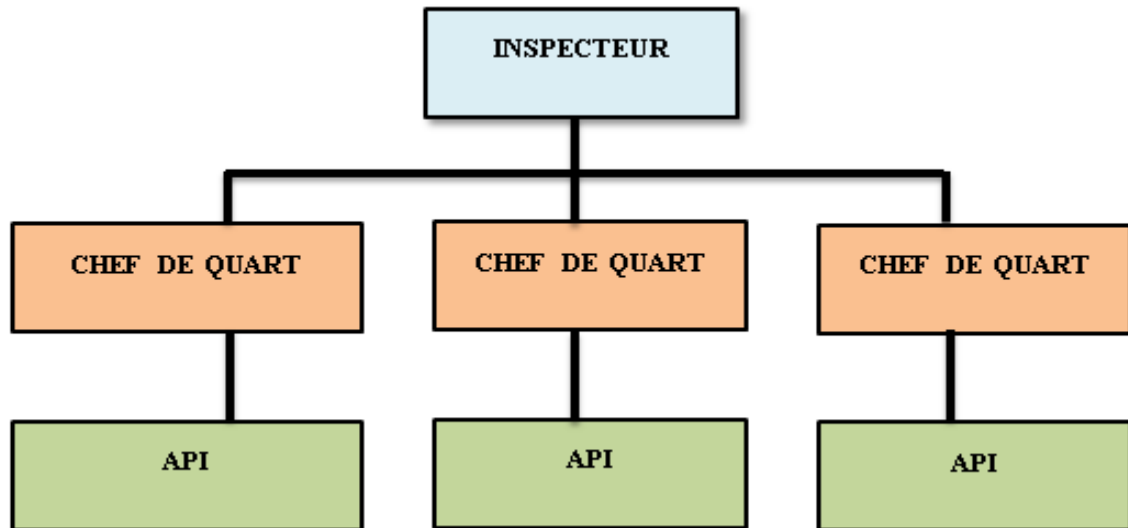 INSPECTEUR
CHEF DE QUART
CHEF DE QUART
CHEF DE QUART
API
API
API